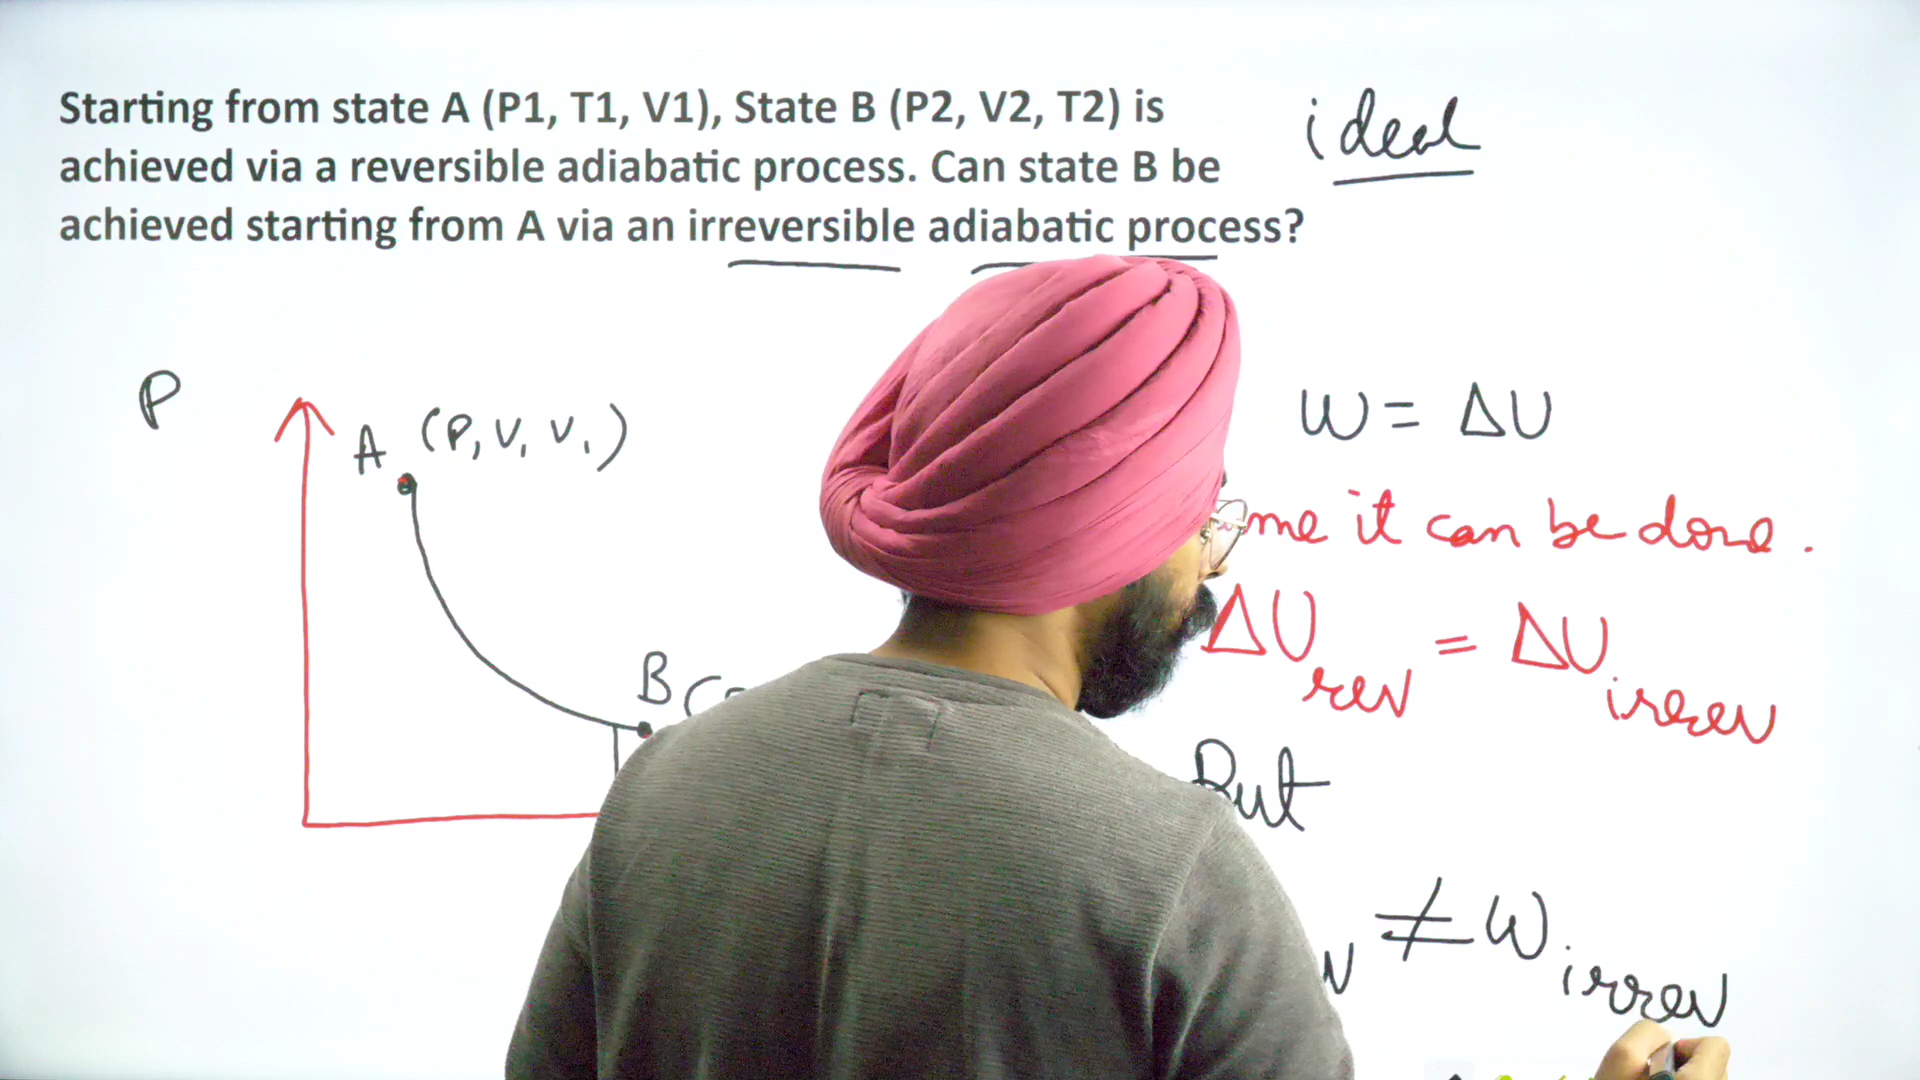 Starting from state A (P1, T1, V1), State B (P2, V2, T2) is
achieved via a reversible adiabatic process. Can state B be
achieved starting from A via an irreversible adiabatic process?
ideal
P
A (P, V, V,)
B (
W = ΔU
me it can be done.
ΔU rev = ΔU irrev
But
≠ W irrev